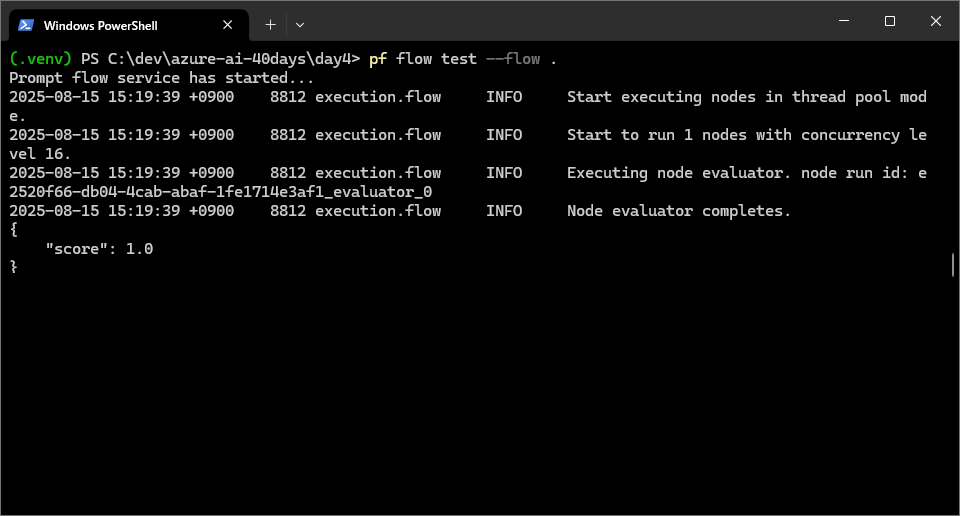 Windows PowerShell
(.venv) PS C:\dev\azure-ai-40days\day4> pf flow test --flow .
Prompt flow service has started...
2025-08-15 15:19:39 +0900    8812 execution.flow     INFO     Start executing nodes in thread pool mod
e.
2025-08-15 15:19:39 +0900    8812 execution.flow     INFO     Start to run 1 nodes with concurrency le
vel 16.
2025-08-15 15:19:39 +0900    8812 execution.flow     INFO     Executing node evaluator. node run id: e
2520f66-db04-4cab-abaf-1fe1714e3af1_evaluator_0
2025-08-15 15:19:39 +0900    8812 execution.flow     INFO     Node evaluator completes.
{
    "score": 1.0
}